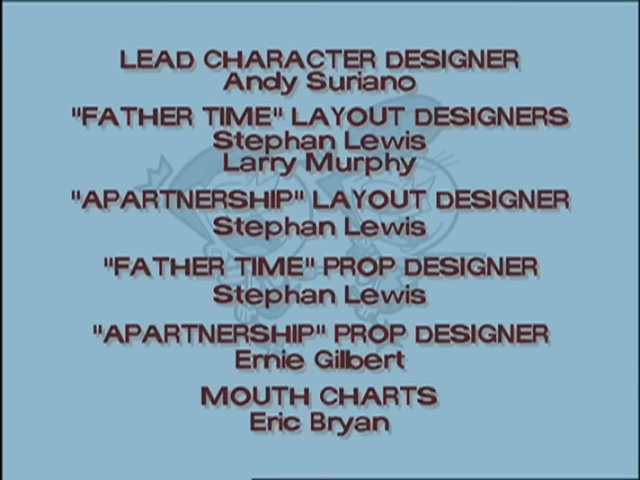 LEAD CHARACTER DESIGNER
Andy Suriano
"FATHER TIME" LAYOUT DESIGNERS
Stephan Lewis
Larry Murphy
"APARTNERSHIP" LAYOUT DESIGNER
Stephan Lewis
"FATHER TIME" PROP DESIGNER
Stephan Lewis
"APARTNERSHIP" PROP DESIGNER
Ernie Gilbert
MOUTH CHARTS
Eric Bryan